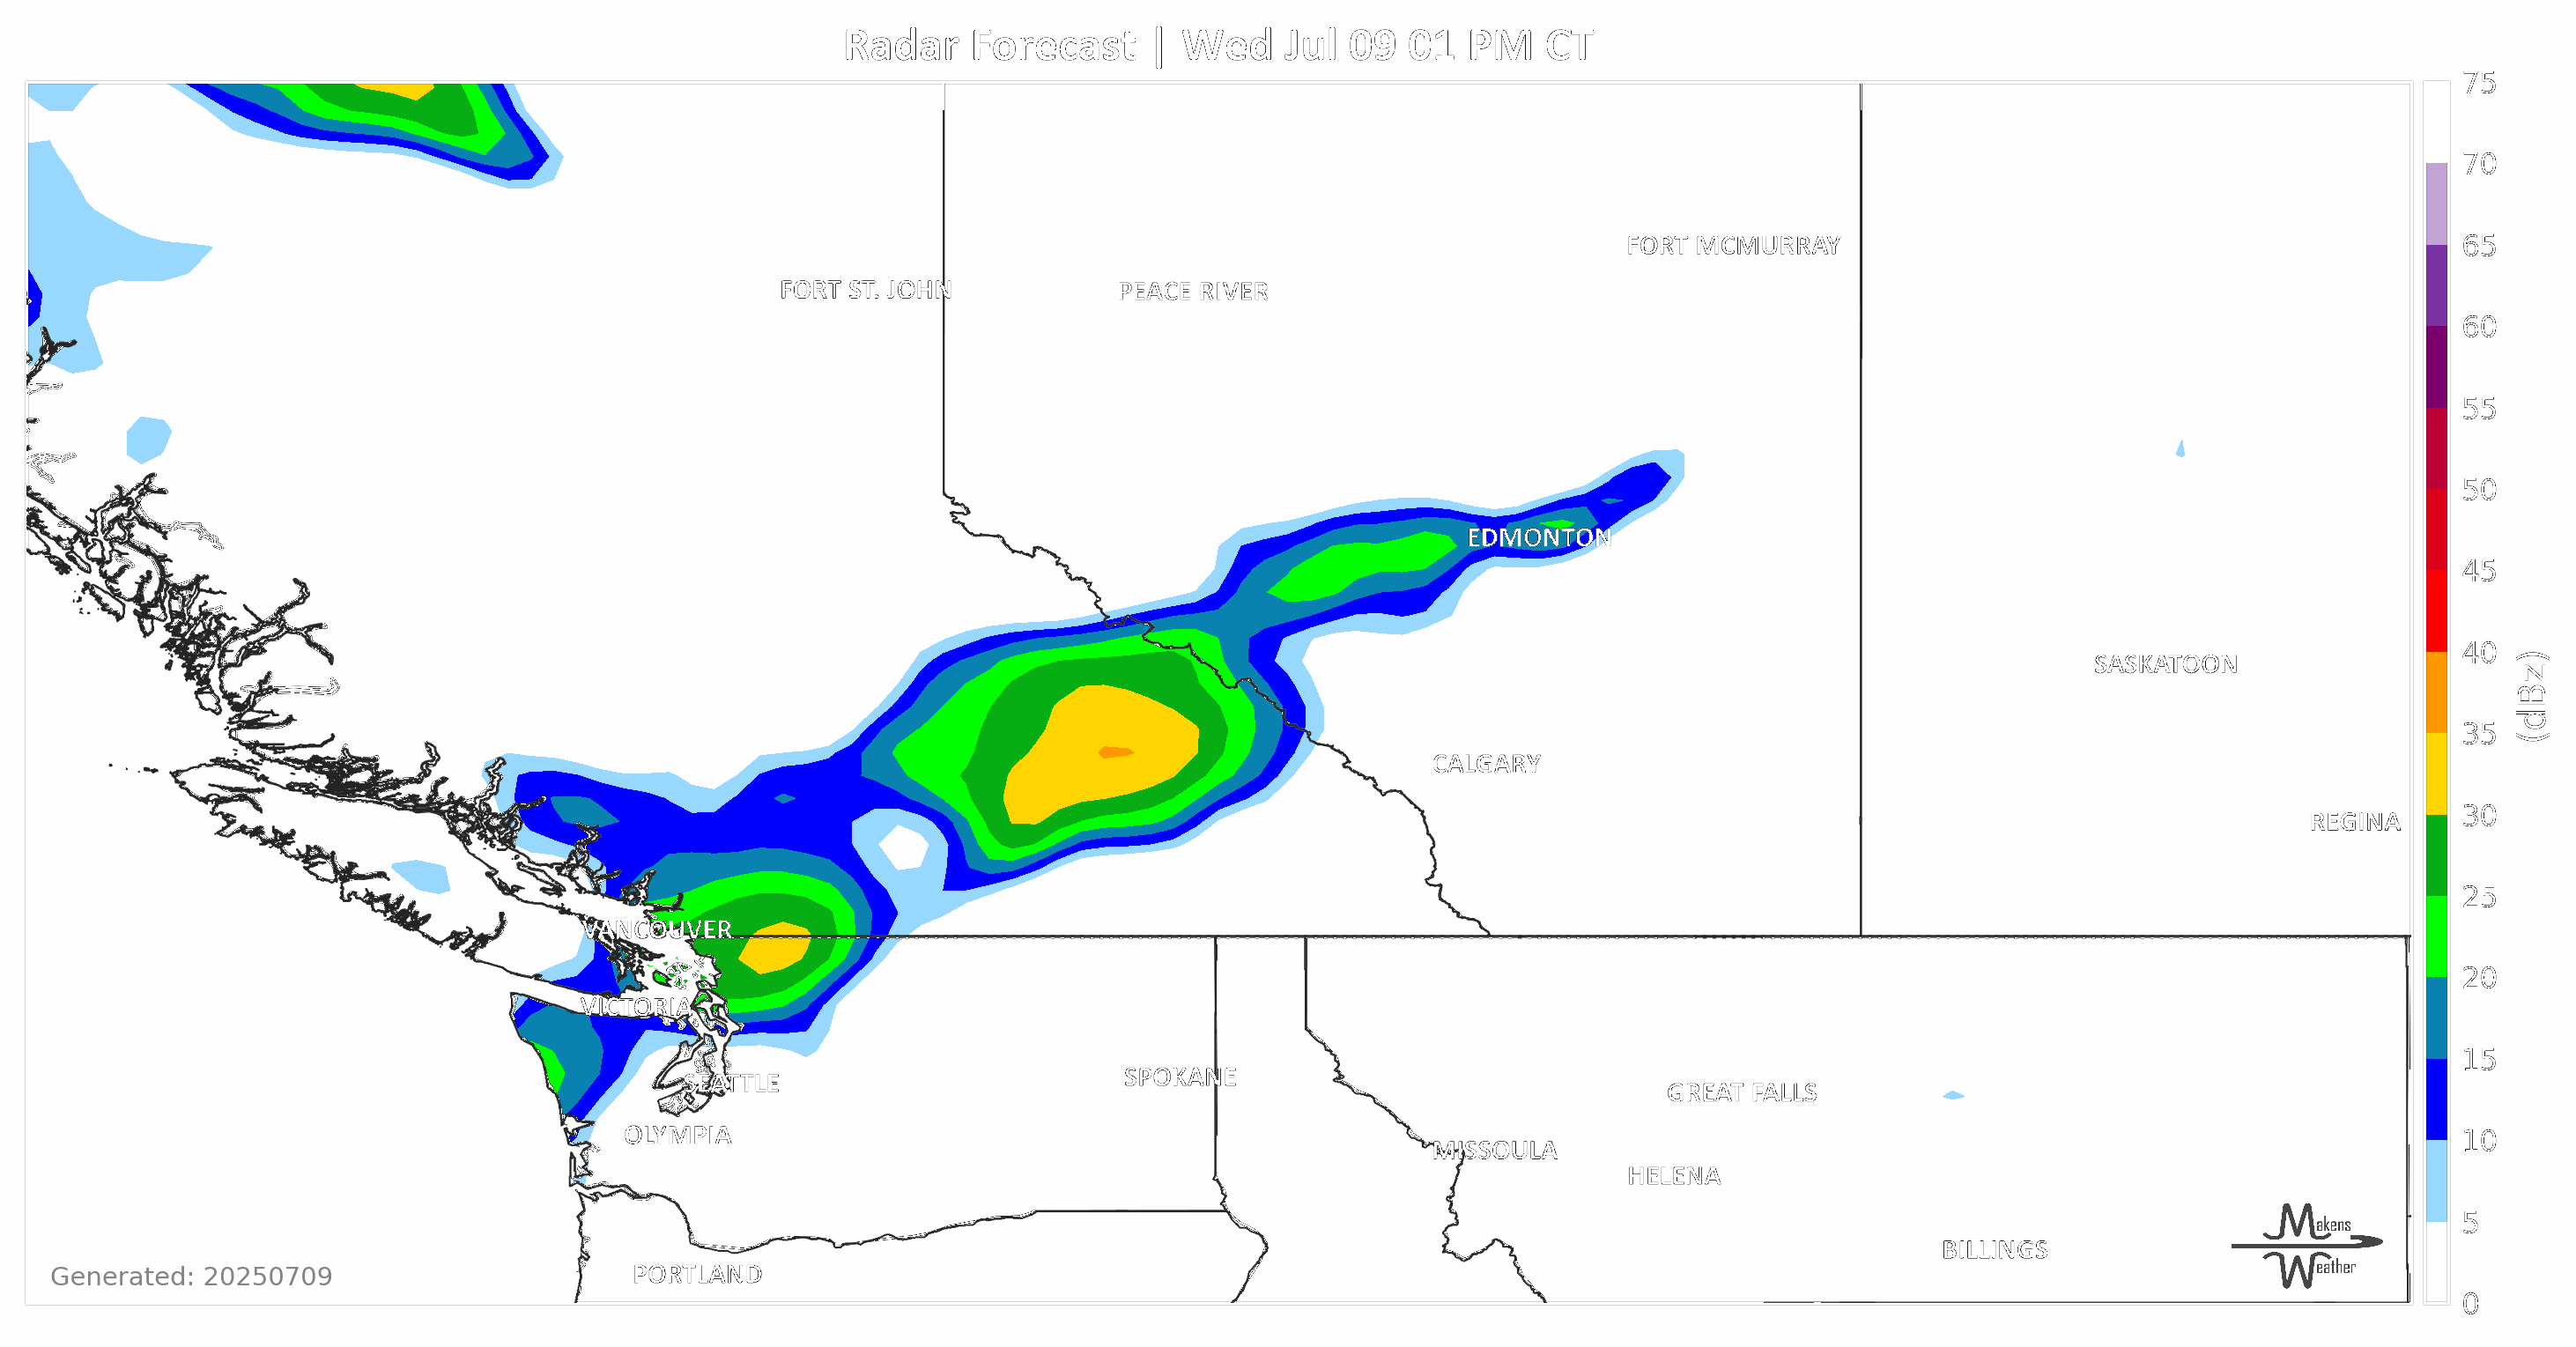 Radar Forecast | Wed Jul 09 01 PM CT
75
70
FORT MCMURRAY
65
FORT ST. JOHN
PEACE RIVER
60
55
50
EDMONTON
45
40
SASKATOON
(dBz)
35
CALGARY
REGINA
30
25
VANCOUVER
20
VICTORIA
15
SEATTLE
SPOKANE
GREAT FALLS
10
OLYMPIA
MISSOULA
HELENA
5
Makens
Weather
BILLINGS
Generated: 20250709
PORTLAND
0